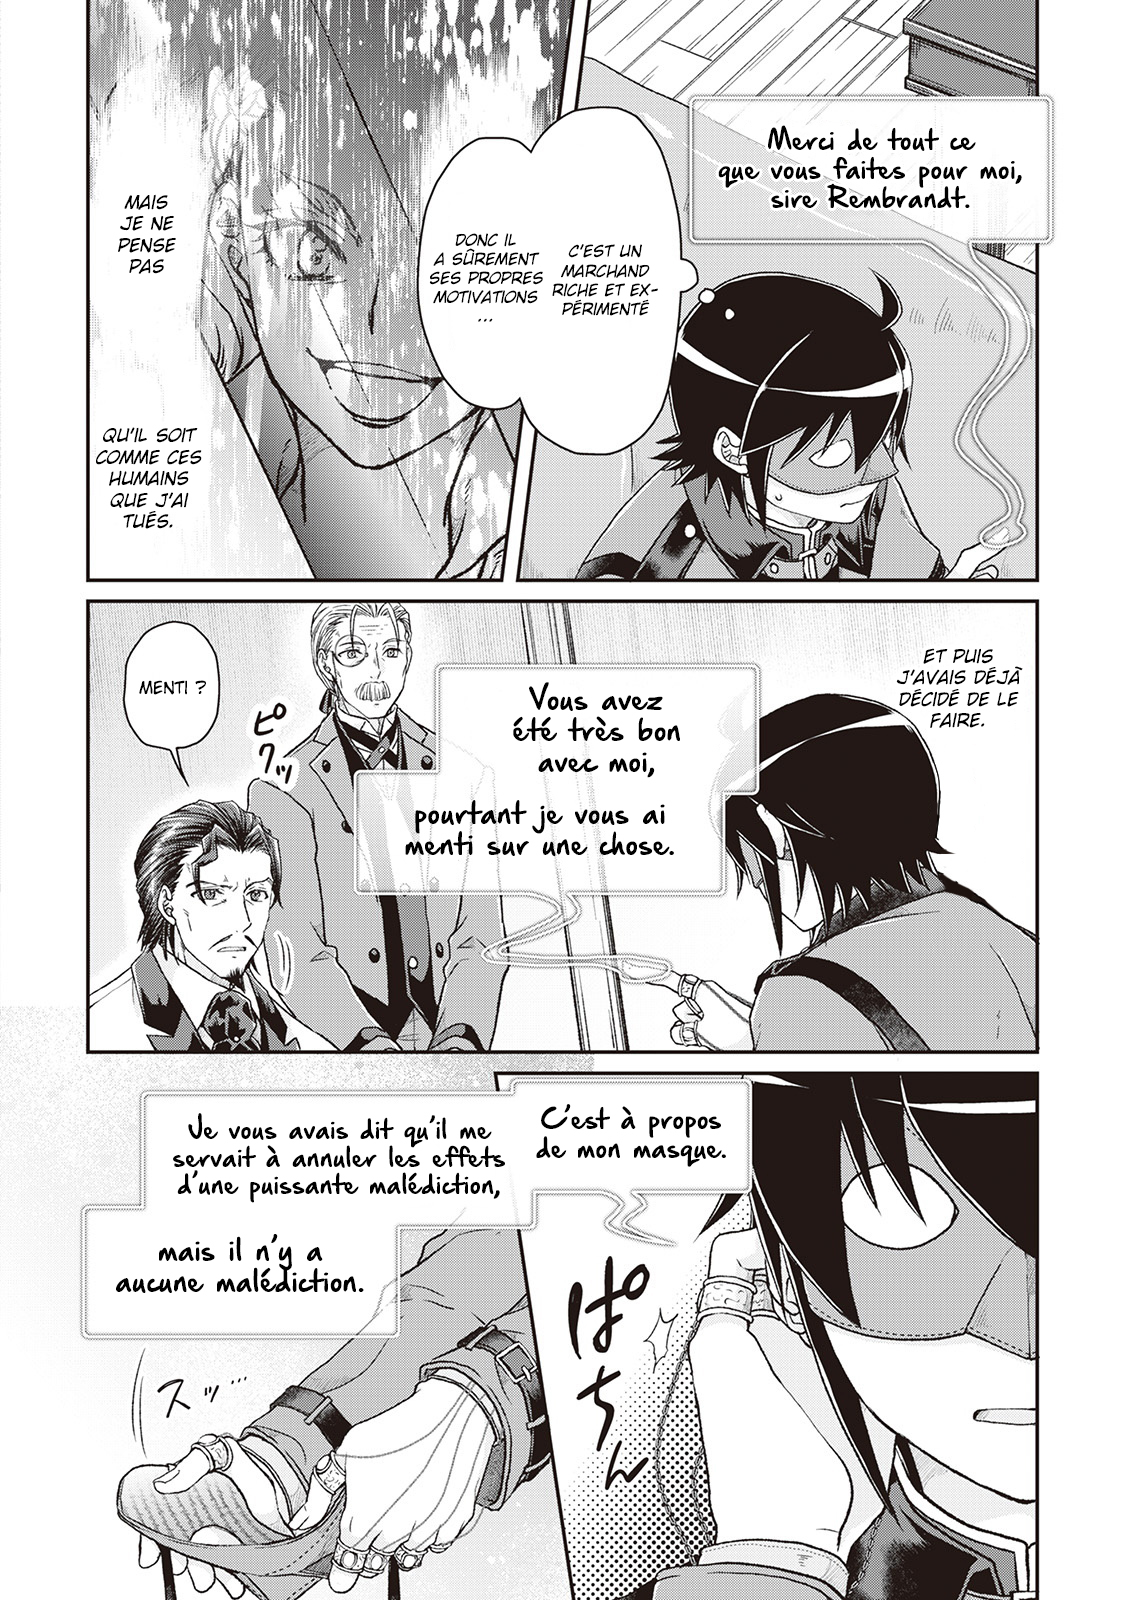 Merci de tout ce
que vous faites pour moi,
sire Rembrandt.
C'EST UN
MARCHAND
RICHE ET EX-
PÉRIMENTÉ
DONC IL
A SÛREMENT
SES PROPRES
MOTIVATIONS
...
MAIS
JE NE
PENSE
PAS
QU'IL SOIT
COMME CES
HUMAINS
QUE J'AI
TUÉS.
ET PUIS
J'AVAIS DÉJÀ
DÉCIDÉ DE LE
FAIRE.
Vous avez
été très bon
avec moi,
pourtant je vous ai
menti sur une chose.
ピクッ
MENTI ?
C'est à propos
de mon masque.
Je vous avais dit qu'il me
servait à annuler les effets
d'une puissante malédiction,
mais il n'y a
aucune malédiction.
ぱちん
スッ…